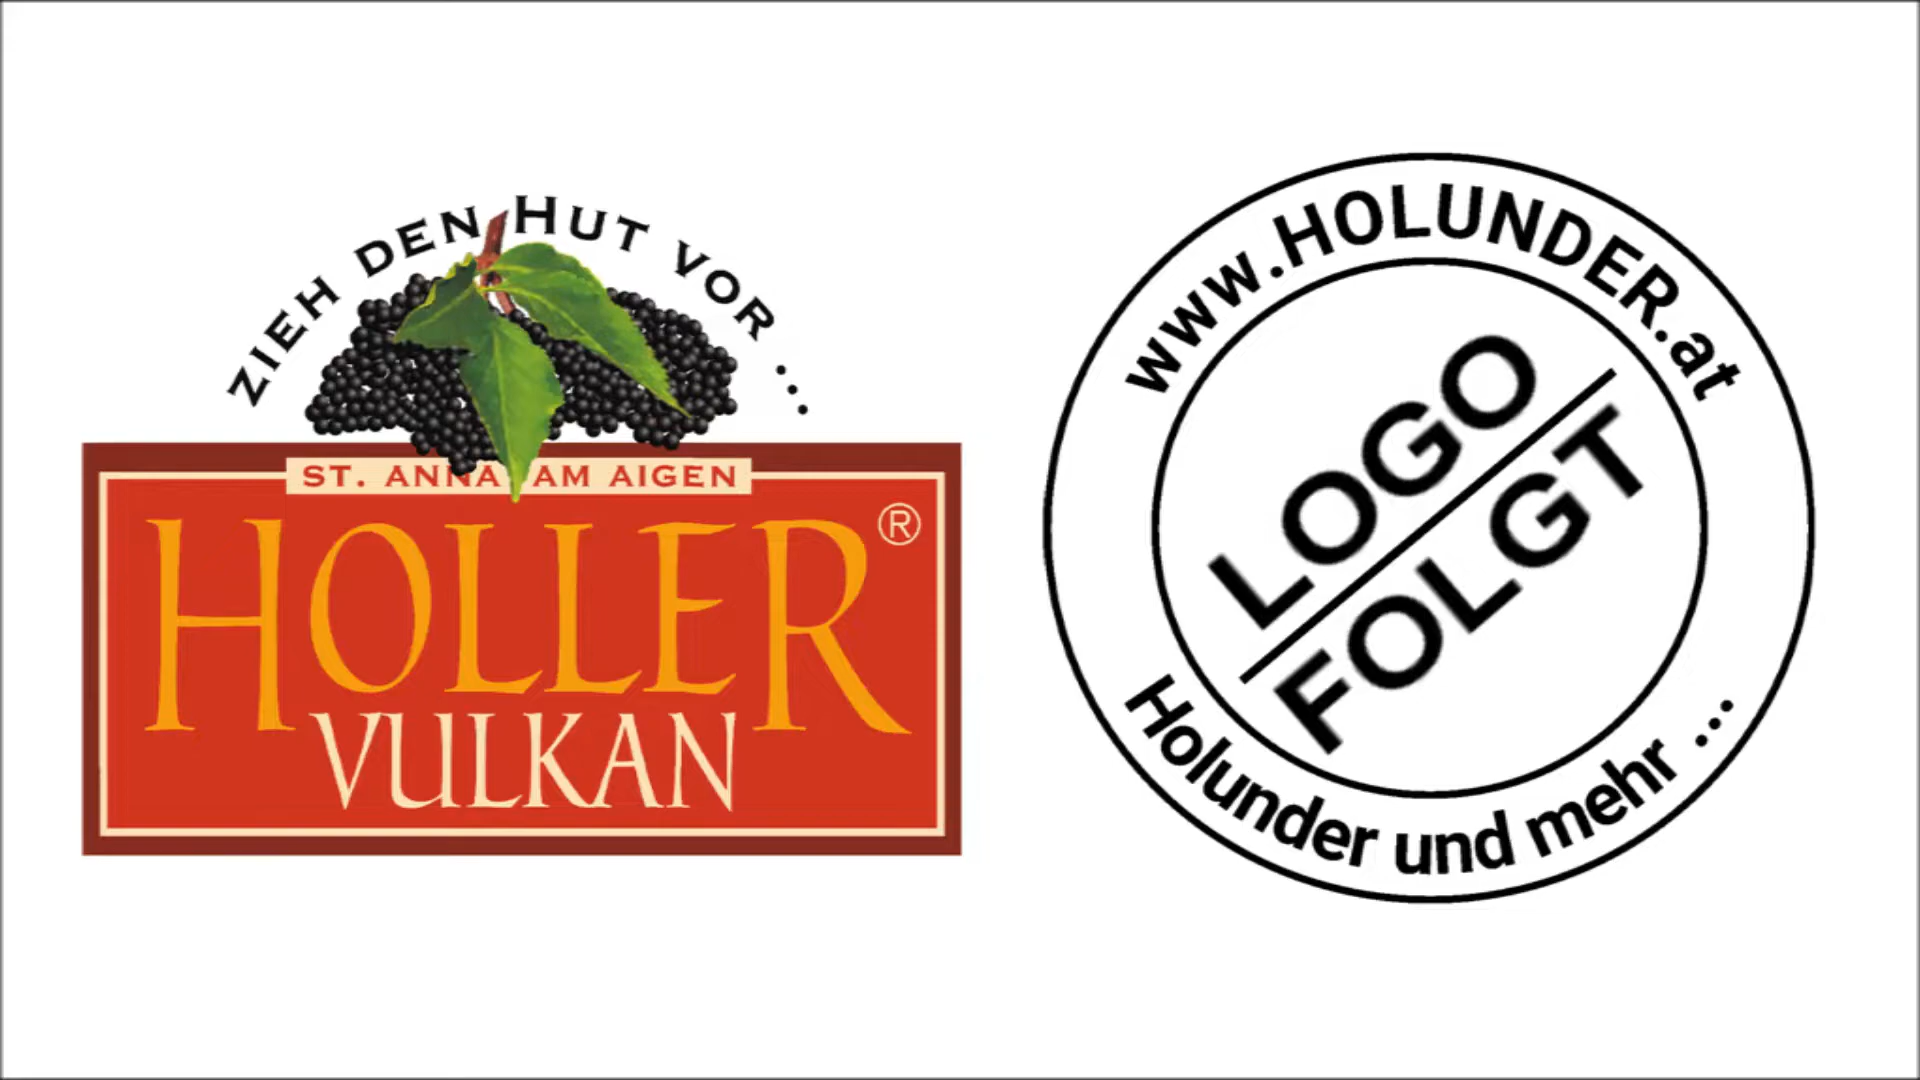 ZIEH DEN HUT VOR ...
ST. ANNA AM AIGEN
HOLLER®
VULKAN
www.HOLUNDER.at
LOGO
FOLGT
Holunder und mehr ...